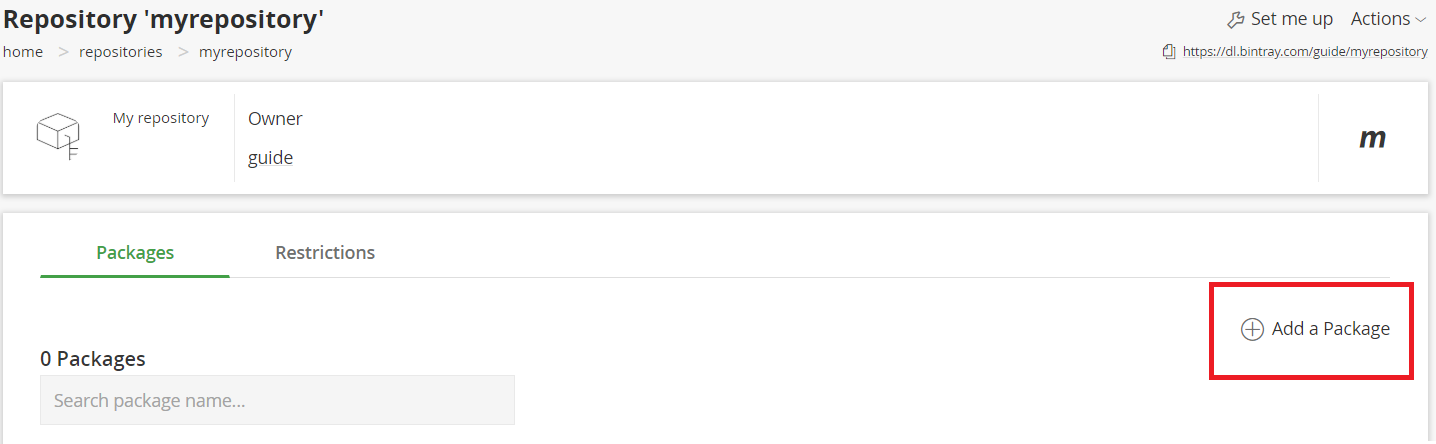 Repository 'myrepository'
Set me up Actions
home > repositories > myrepository
https://dl.bintray.com/guide/myrepository
My repository
Owner
guide
m
Packages Restrictions
Add a Package
0 Packages
Search package name...